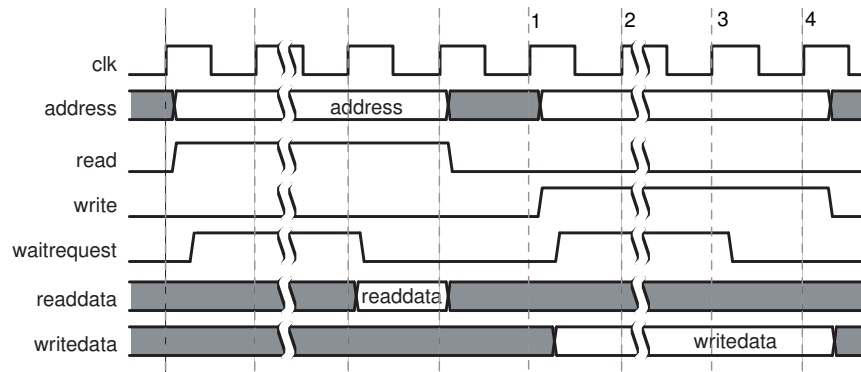 1 2 3 4
clk
address address
read
write
waitrequest
readdata readdata
writedata writedata